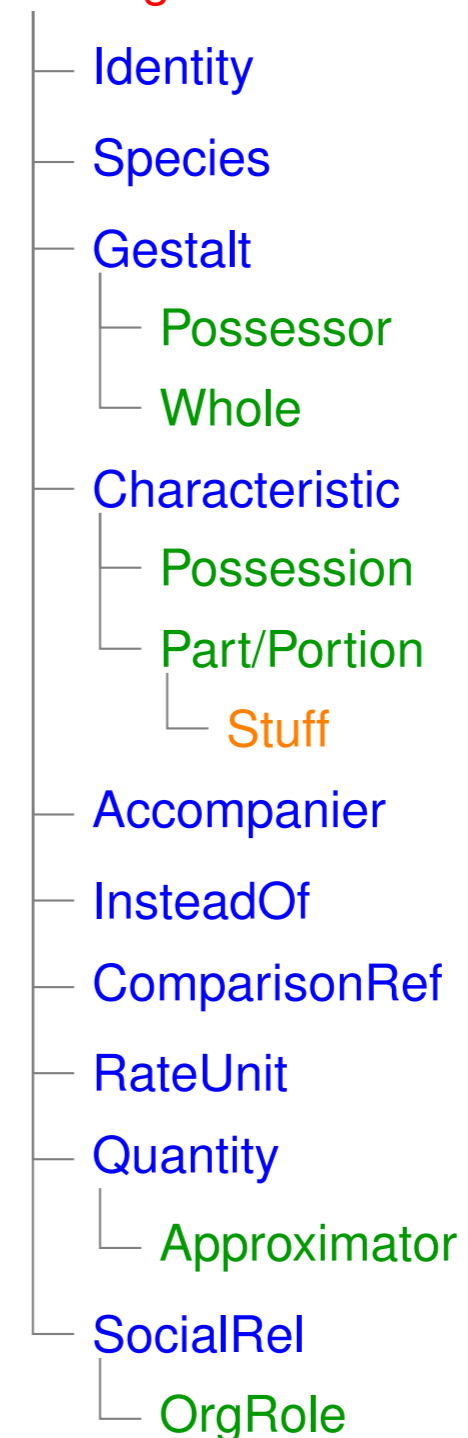 Identity
Species
Gestalt
Possessor
Whole
Characteristic
Possession
Part/Portion
Stuff
Accompanier
InsteadOf
ComparisonRef
RateUnit
Quantity
Approximator
SocialRel
OrgRole